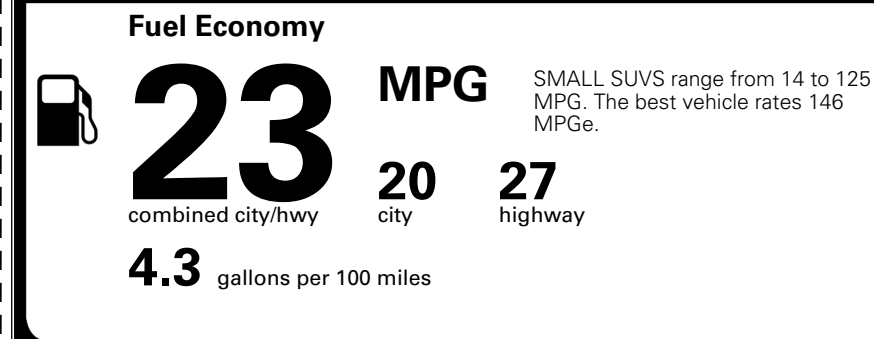 Fuel Economy
23
MPG
SMALL SUVS range from 14 to 125
MPG. The best vehicle rates 146
MPGe.
combined city/hwy
20
city
27
highway
4.3 gallons per 100 miles